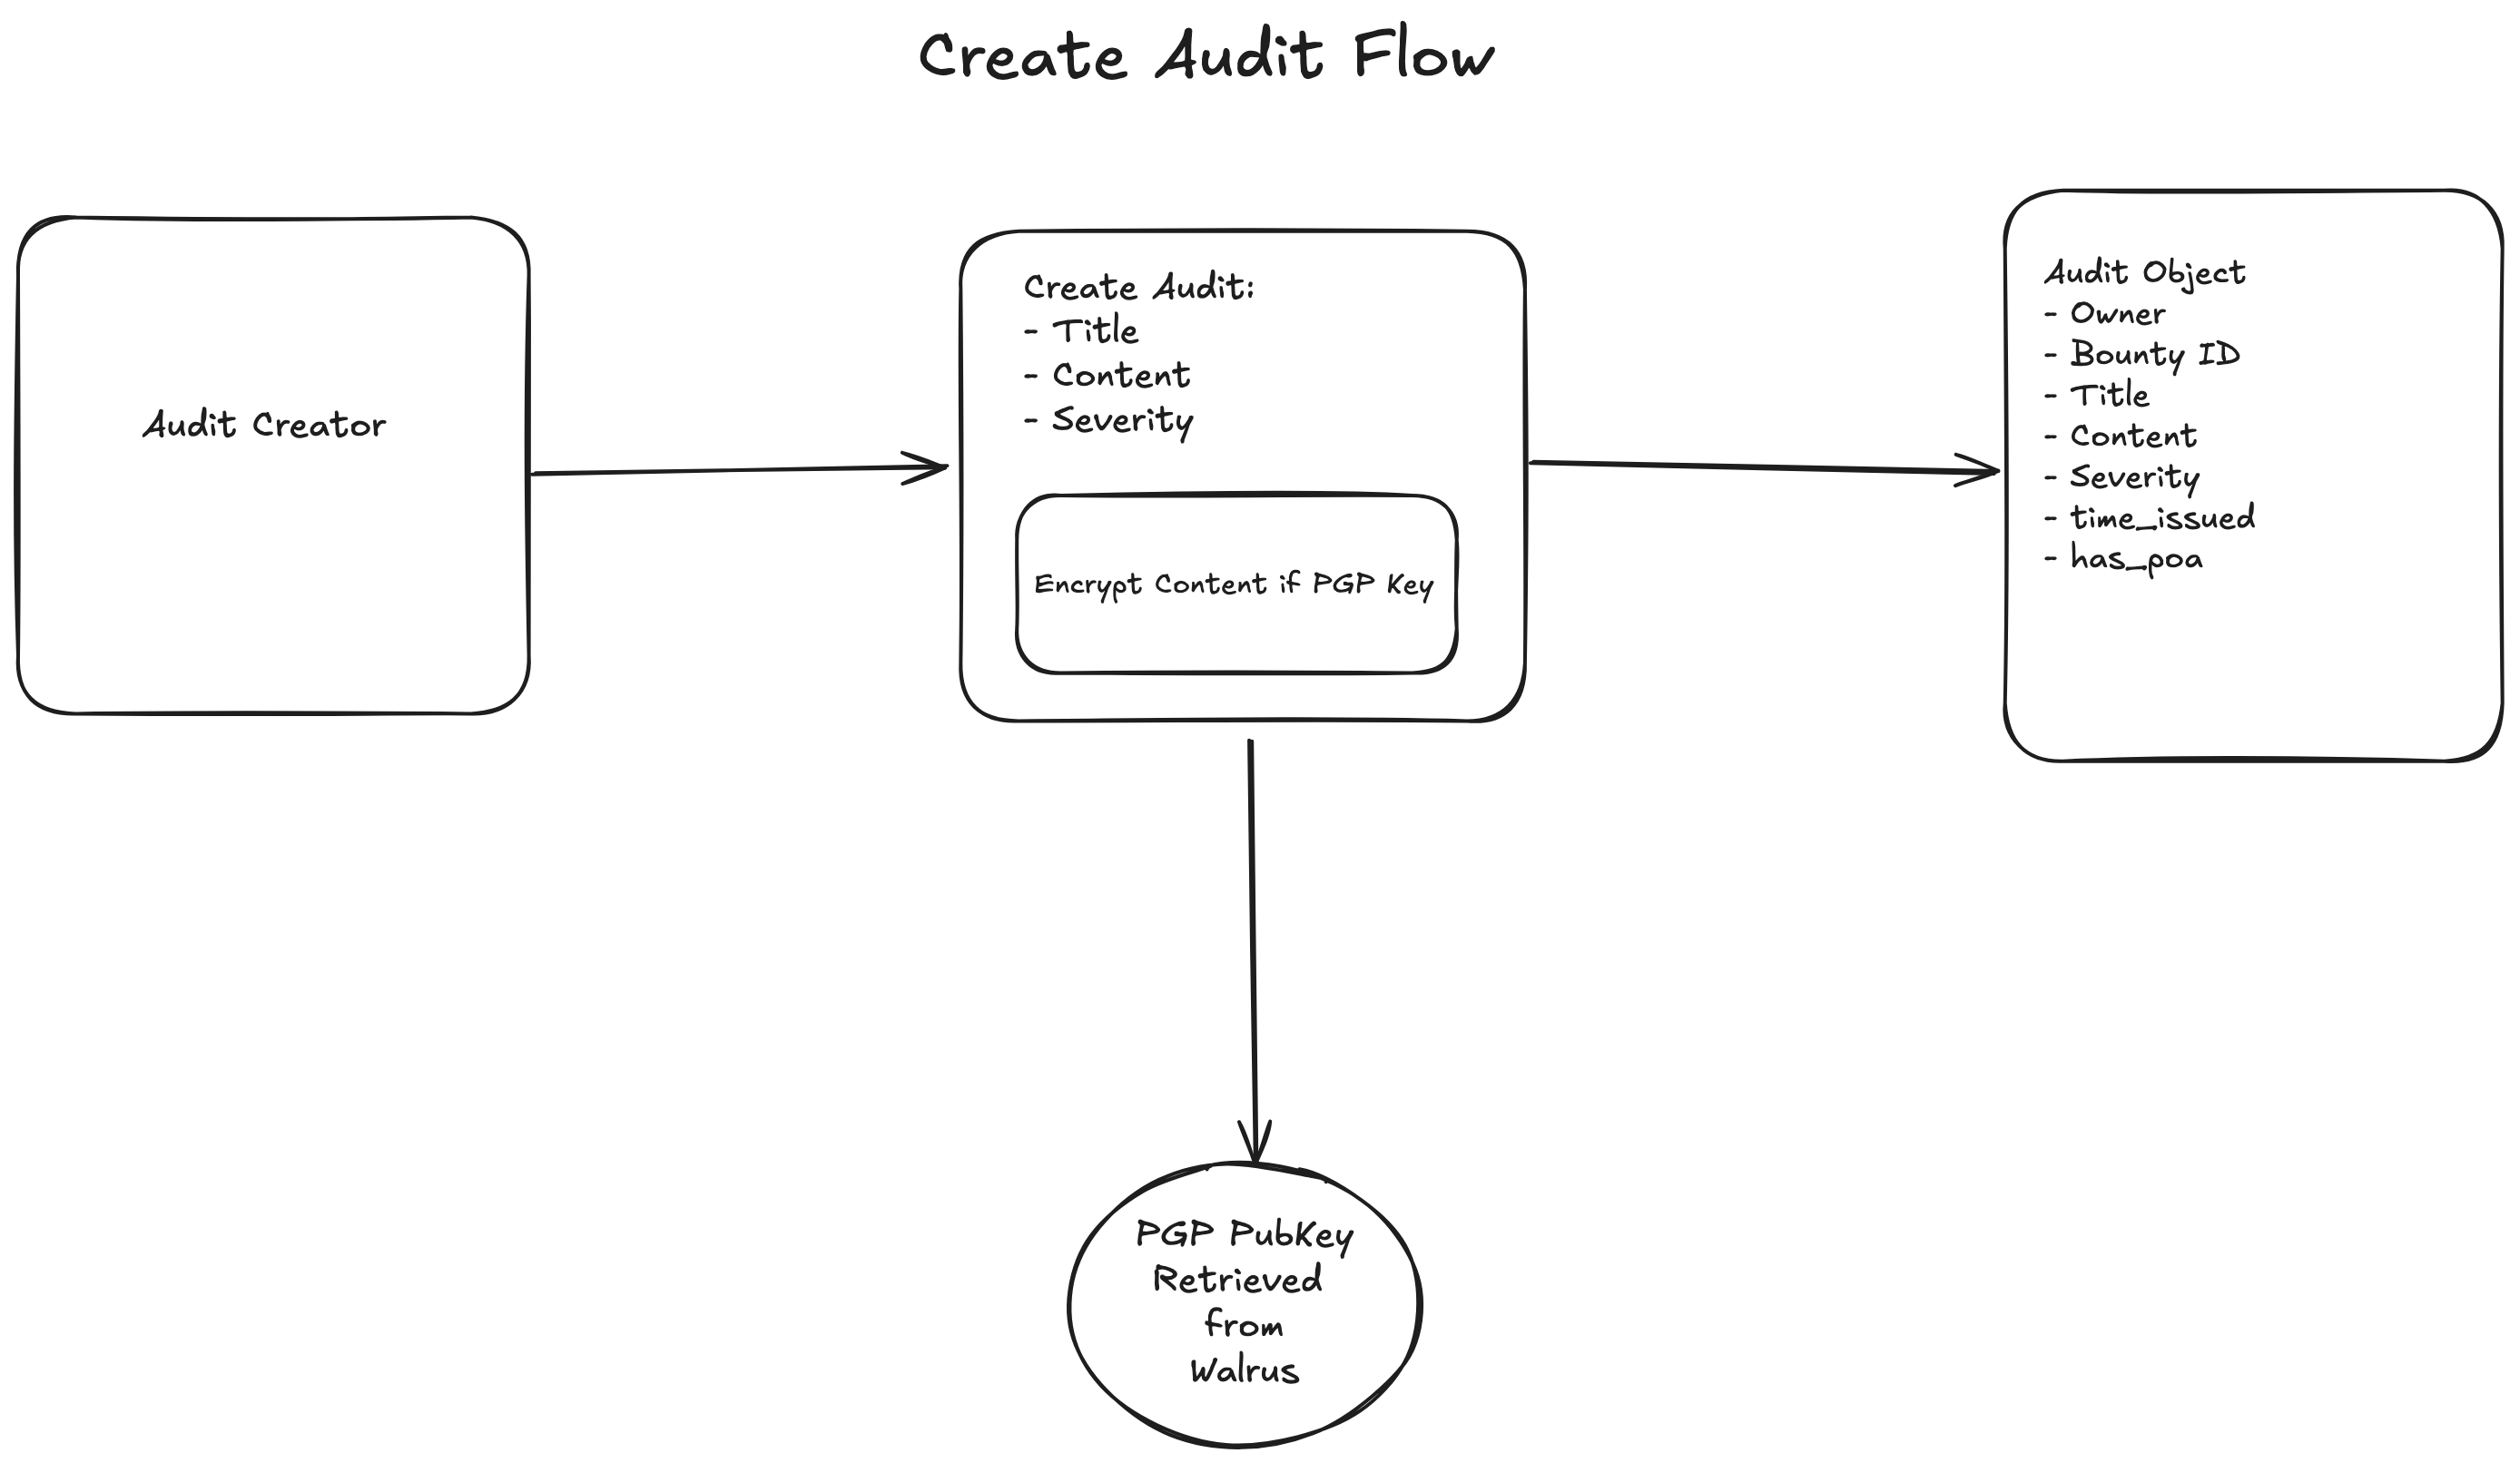 Create Audit Flow
Audit Creator
Create Audit:
- Title
- Content
- Severity
Encrypt Content if PGP Key
Audit Object
- Owner
- Bounty ID
- Title
- Content
- Severity
- time_issued
- has_poa
PGP PubKey
Retrieved
from
Walrus